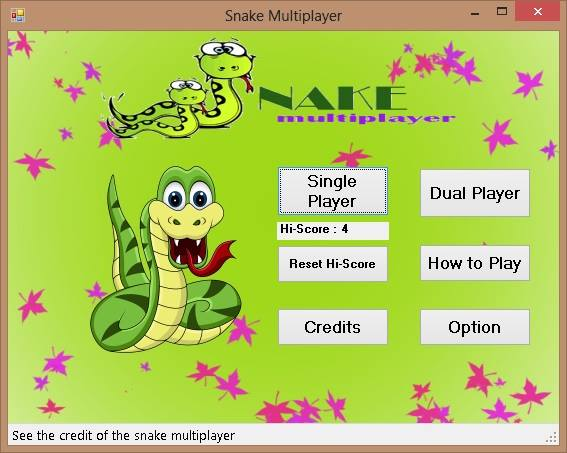 Snake Multiplayer
NAKE
multiplayer
Single
Player
Dual Player
Hi-Score : 4
Reset Hi-Score
How to Play
Credits
Option
See the credit of the snake multiplayer